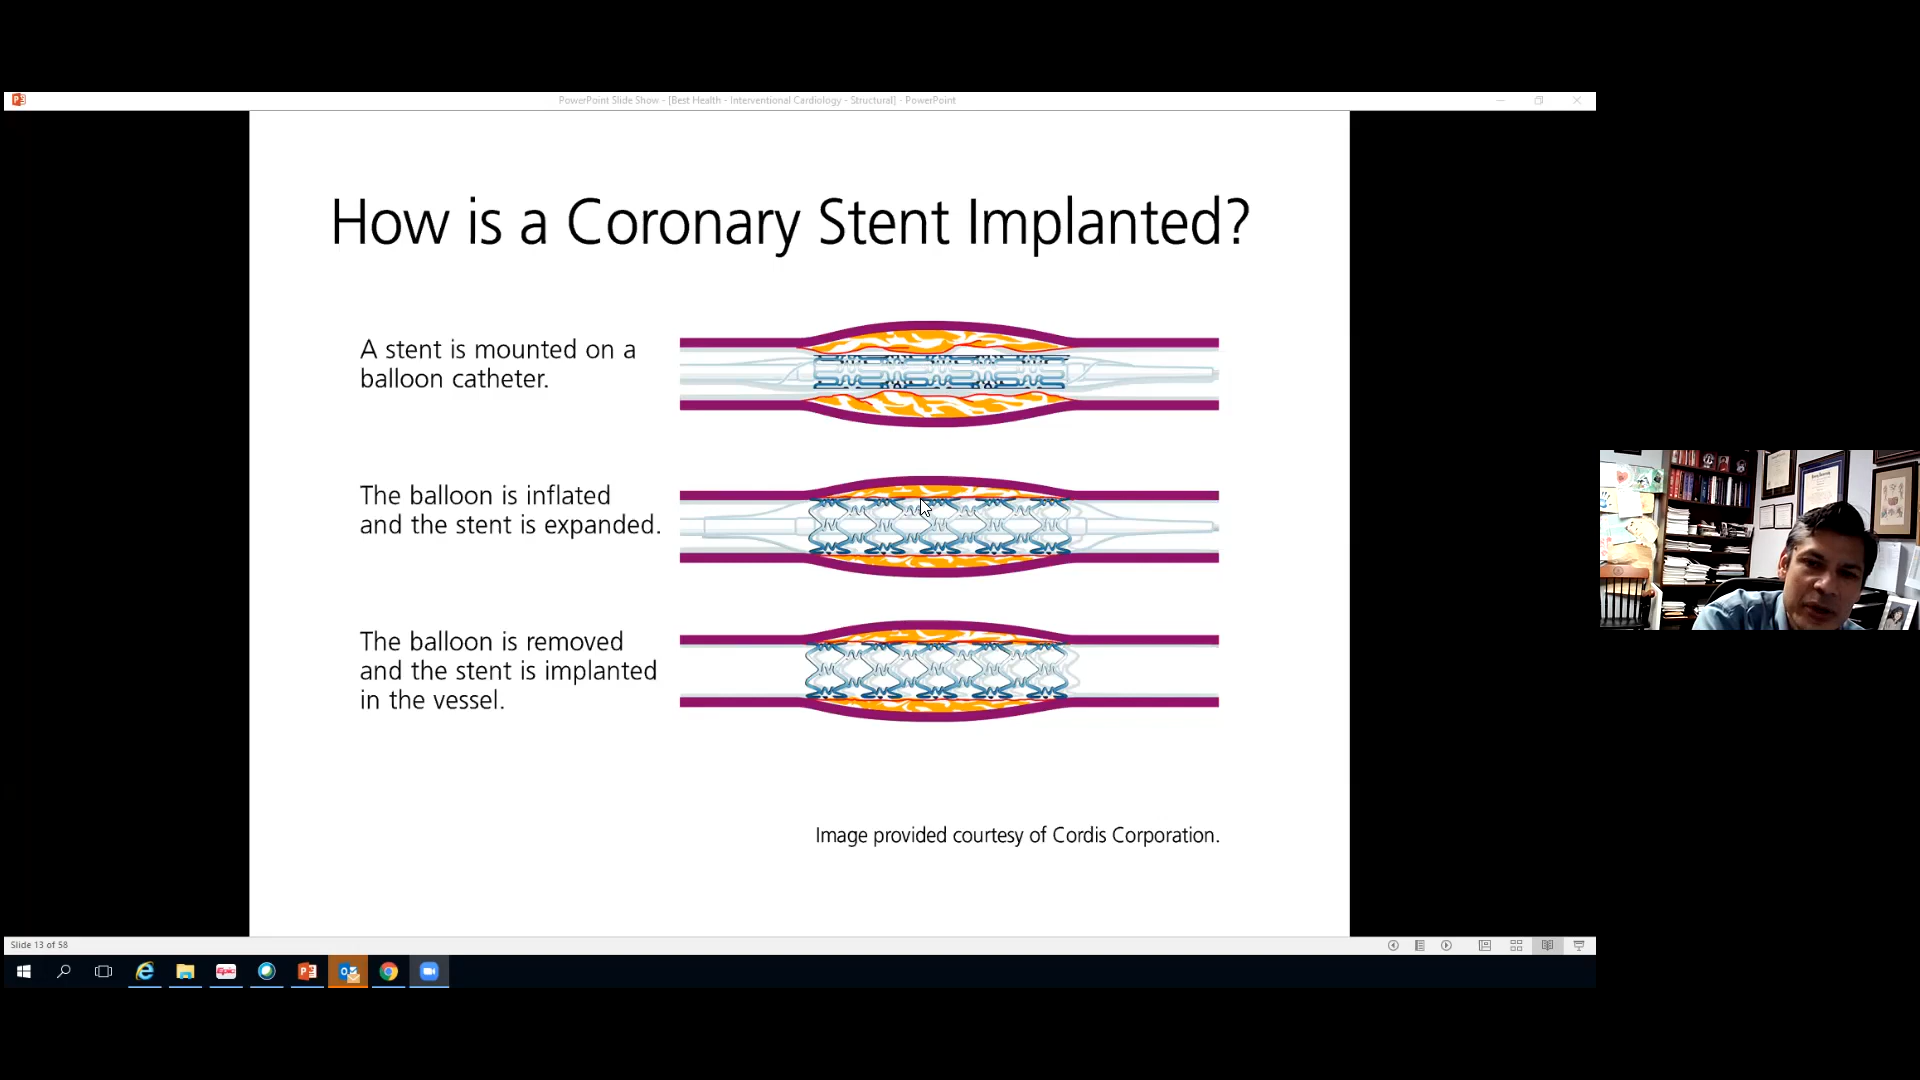 PowerPoint Slide Show - [Best Health - Interventional Cardiology - Structural] - PowerPoint
How is a Coronary Stent Implanted?
A stent is mounted on a
balloon catheter.
The balloon is inflated
and the stent is expanded.
The balloon is removed
and the stent is implanted
in the vessel.
Image provided courtesy of Cordis Corporation.
Slide 13 of 58
Epic